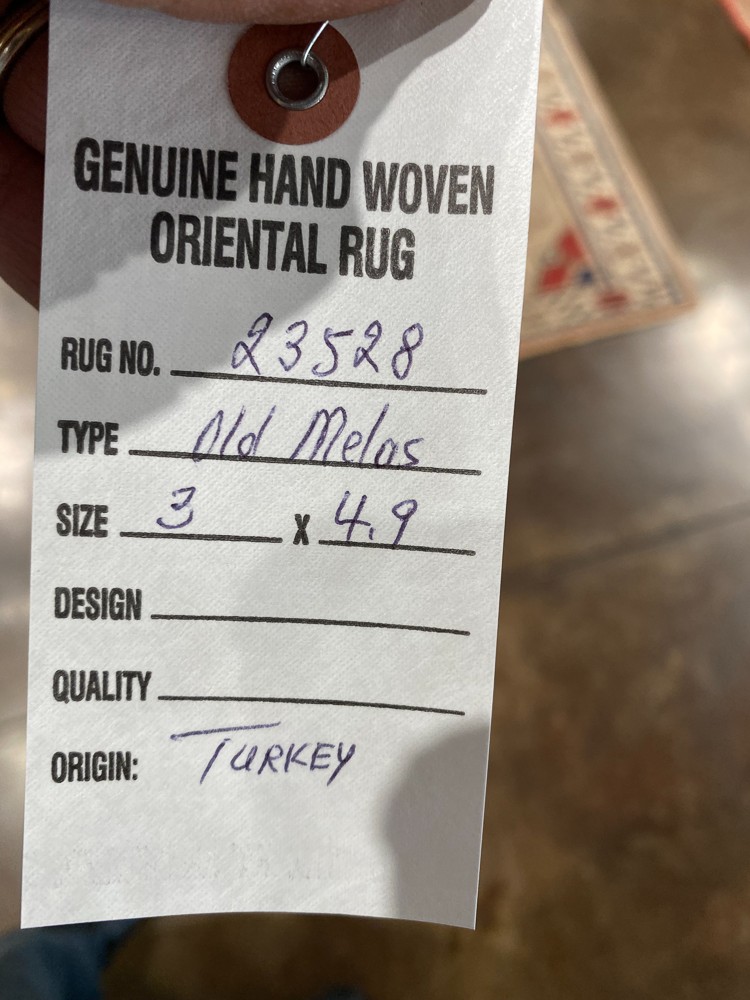 GENUINE HAND WOVEN
ORIENTAL RUG
RUG NO. 23528
TYPE Old Melas
SIZE 3 X 4.9
DESIGN
QUALITY
ORIGIN: TURKEY